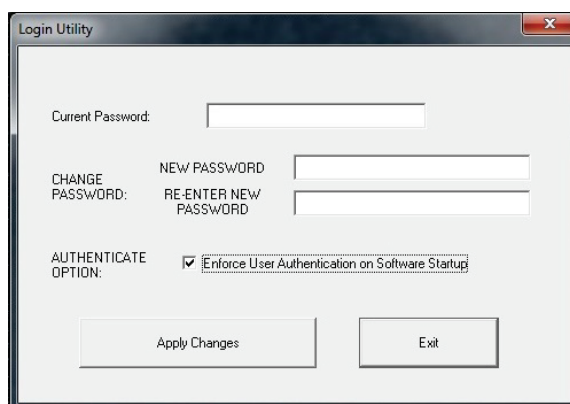 Login Utility
Current Password:
NEW PASSWORD
CHANGE
PASSWORD:
RE-ENTER NEW
PASSWORD
AUTHENTICATE
OPTION:
Enforce User Authentication on Software Startup
Apply Changes
Exit